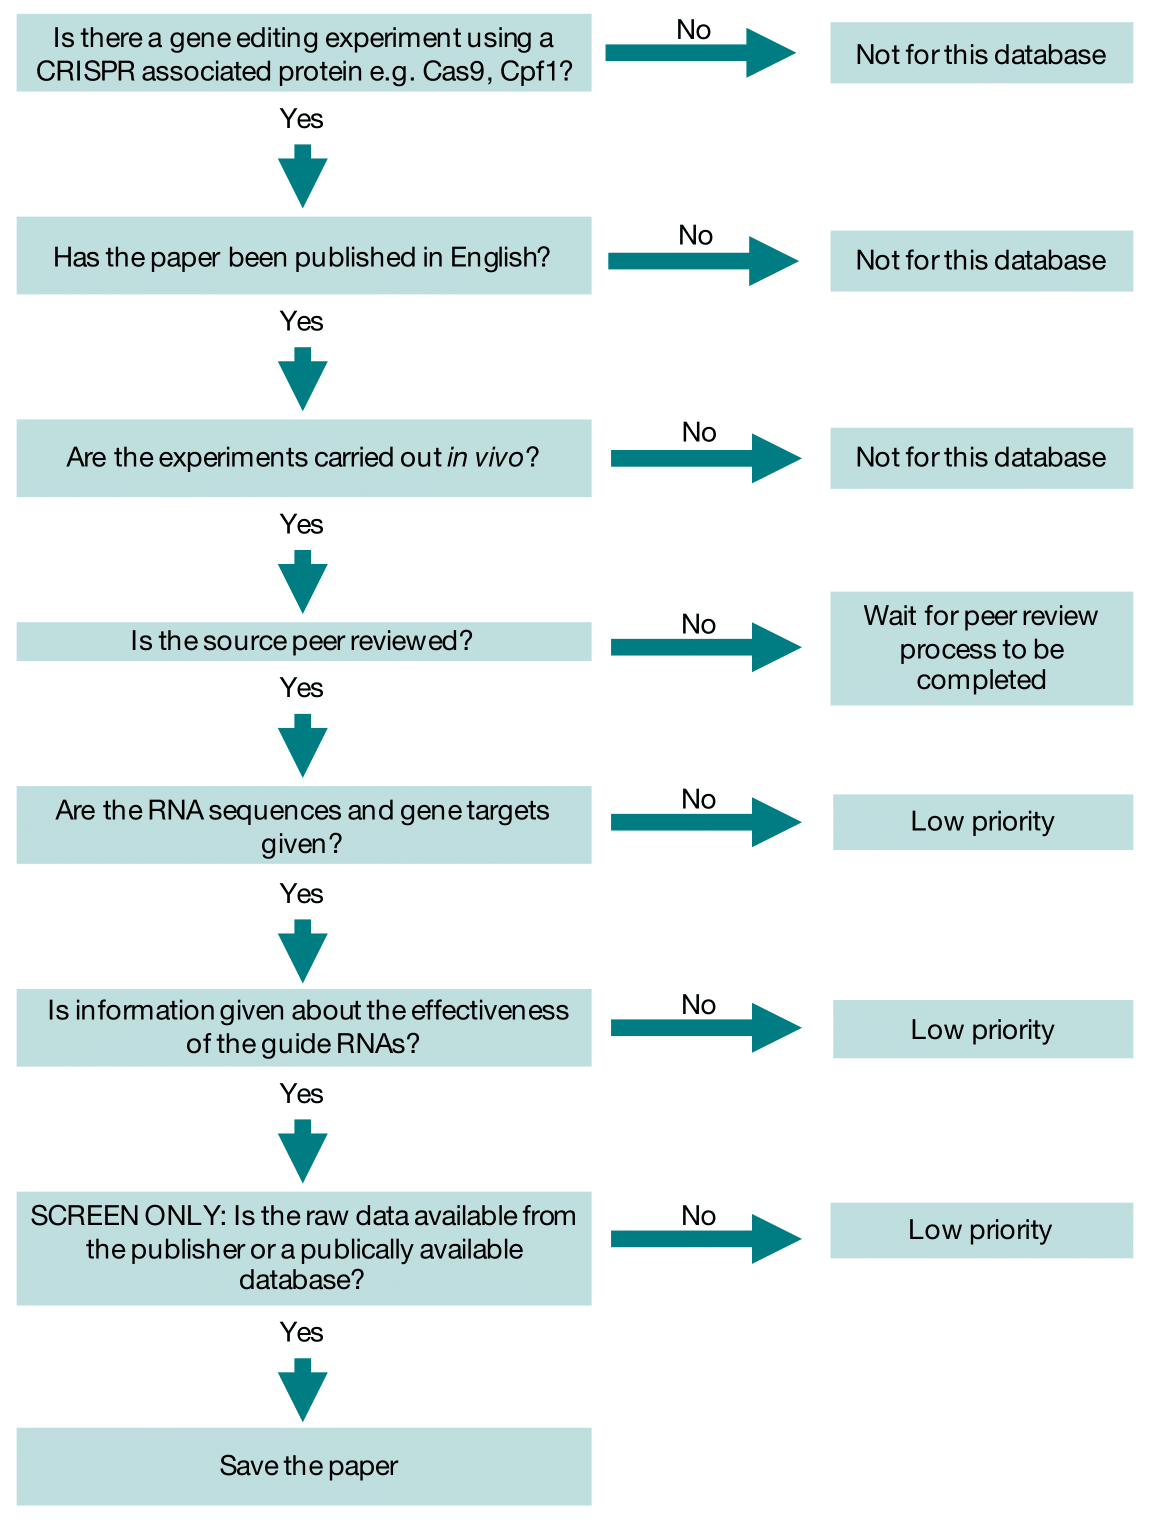 Is there a gene editing experiment using a
CRISPR associated protein e.g. Cas9, Cpf1?
No
Not for this database
Yes
Has the paper been published in English?
No
Not for this database
Yes
Are the experiments carried out in vivo?
No
Not for this database
Yes
Is the source peer reviewed?
No
Wait for peer review
process to be
completed
Yes
Are the RNA sequences and gene targets
given?
No
Low priority
Yes
Is information given about the effectiveness
of the guide RNAs?
No
Low priority
Yes
SCREEN ONLY: Is the raw data available from
the publisher or a publically available
database?
No
Low priority
Yes
Save the paper